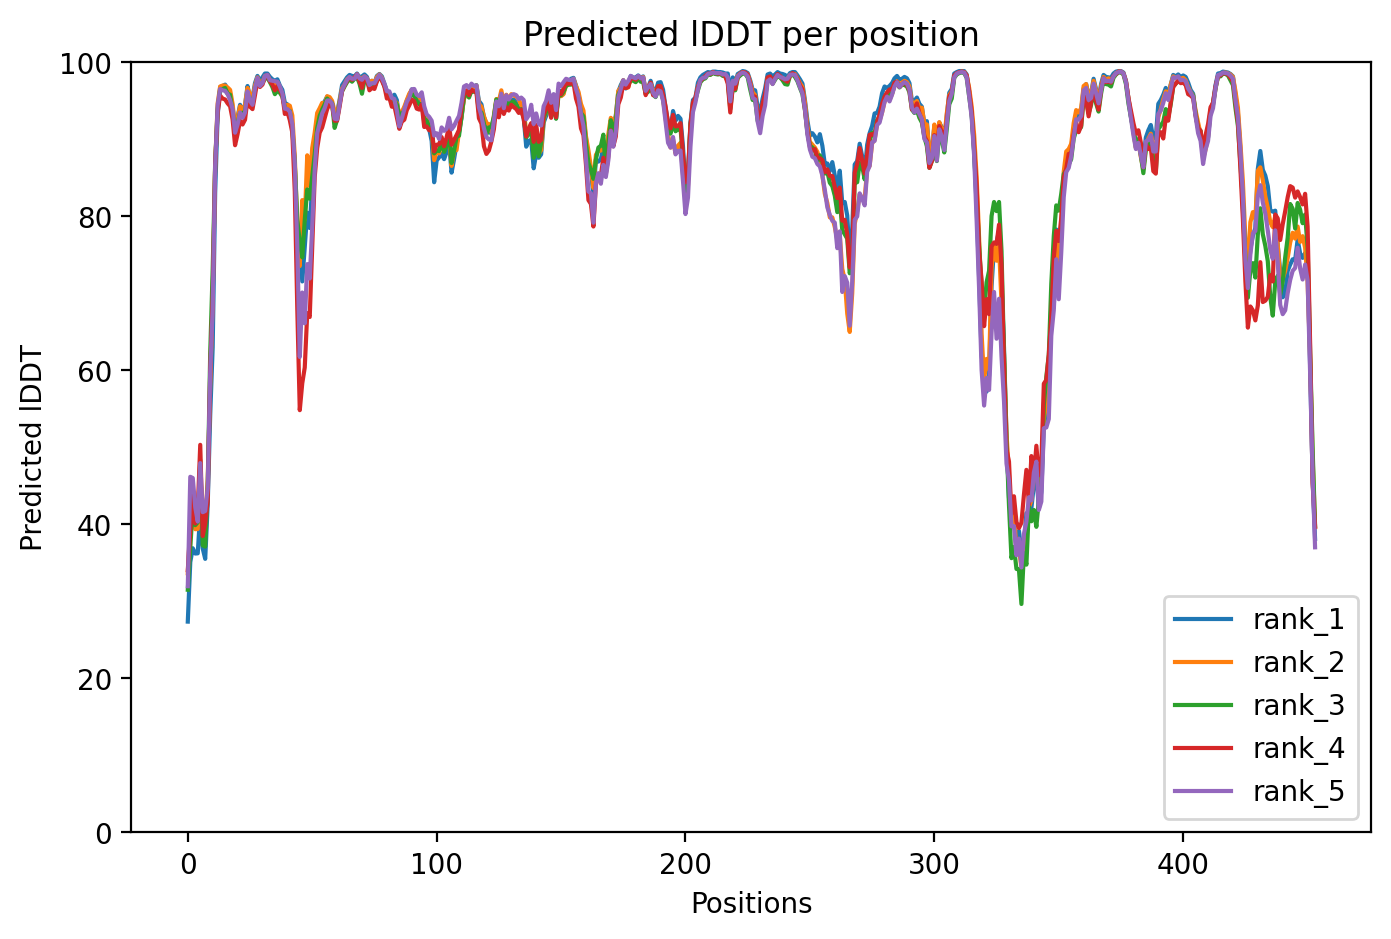 Predicted lDDT per position
100
80
60
40
20
0
Predicted lDDT
0 100 200 300 400
Positions
rank_1
rank_2
rank_3
rank_4
rank_5